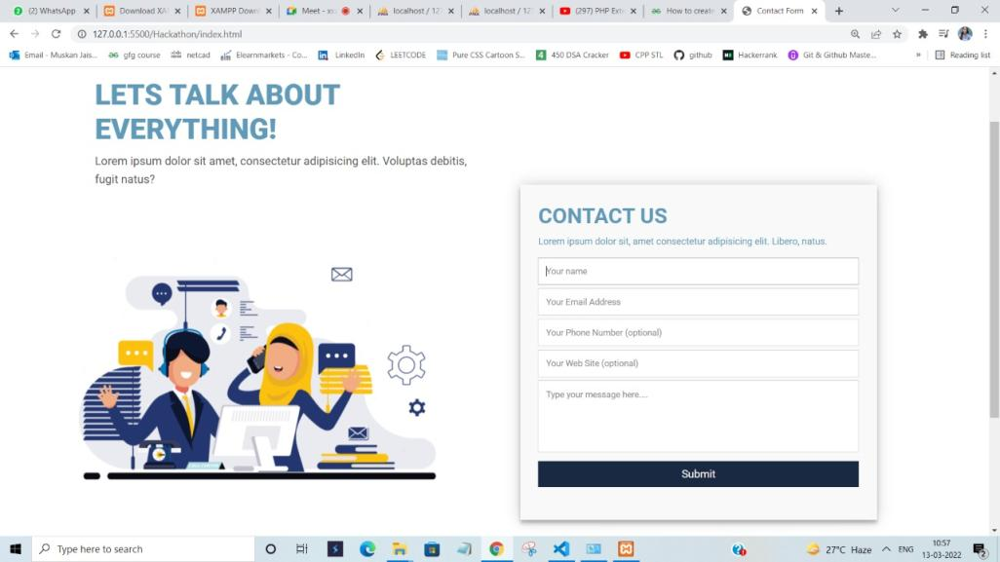 (2) WhatsApp
Download XA
XAMPP Down
Meet - xx
localhost / 12
localhost / 12
(297) PHP Ext
How to create
Contact Form
127.0.0.1:5500/Hackathon/index.html
Email - Muskan Jais...
gfg course
netcad
Elearnmarkets - Co...
LinkedIn
LEETCODE
Pure CSS Cartoon S...
450 DSA Cracker
CPP STL
github
Hackerrank
Git & Github Maste...
»
Reading list
LETS TALK ABOUT
EVERYTHING!
Lorem ipsum dolor sit amet, consectetur adipisicing elit. Voluptas debitis,
fugit natus?
CONTACT US
Lorem ipsum dolor sit, amet consectetur adipisicing elit. Libero, natus.
Your name
Your Email Address
Your Phone Number (optional)
Your Web Site (optional)
Type your message here....
Submit
Type here to search
27°C Haze
ENG
10:57
13-03-2022
2